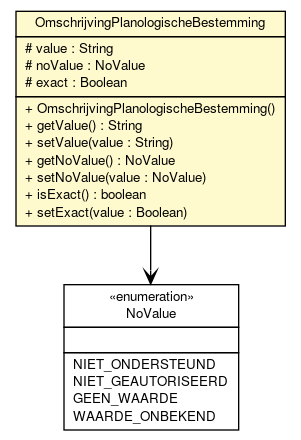 OmschrijvingPlanologischeBestemming
# value : String
# noValue : NoValue
# exact : Boolean
+ OmschrijvingPlanologischeBestemming()
+ getValue() : String
+ setValue(value : String)
+ getNoValue() : NoValue
+ setNoValue(value : NoValue)
+ isExact() : boolean
+ setExact(value : Boolean)
«enumeration»
NoValue
NIET_ONDERSTEUND
NIET_GEAUTORISEERD
GEEN_WAARDE
WAARDE_ONBEKEND